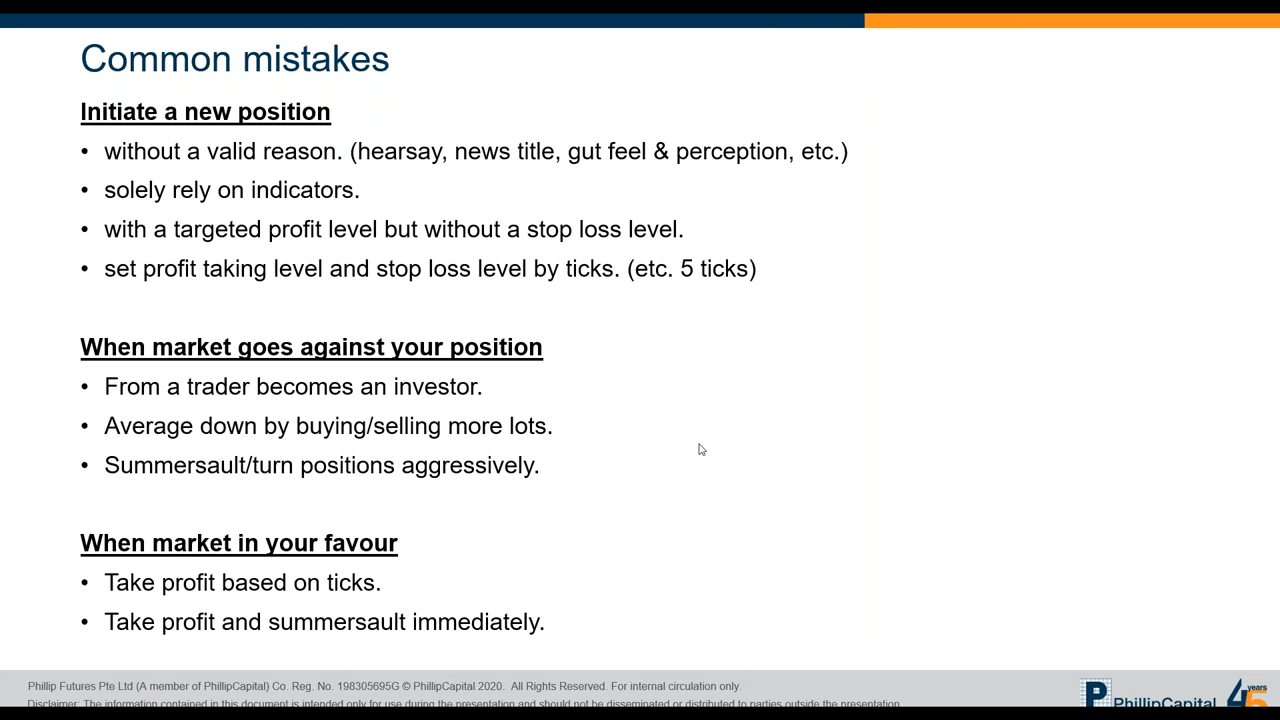 Common mistakes
Initiate a new position
• without a valid reason. (hearsay, news title, gut feel & perception, etc.)
• solely rely on indicators.
• with a targeted profit level but without a stop loss level.
• set profit taking level and stop loss level by ticks. (etc. 5 ticks)
When market goes against your position
• From a trader becomes an investor.
• Average down by buying/selling more lots.
• Summersault/turn positions aggressively.
When market in your favour
• Take profit based on ticks.
• Take profit and summersault immediately.
Phillip Futures Pte Ltd (A member of PhillipCapital) Co. Reg. No. 198305695G © PhillipCapital 2020. All Rights Reserved. For internal circulation only.
Disclaimer: The information contained in this document is intended only for use during the presentation and should not be disseminated or distributed to parties outside the presentation.
P PhillipCapital 45 years